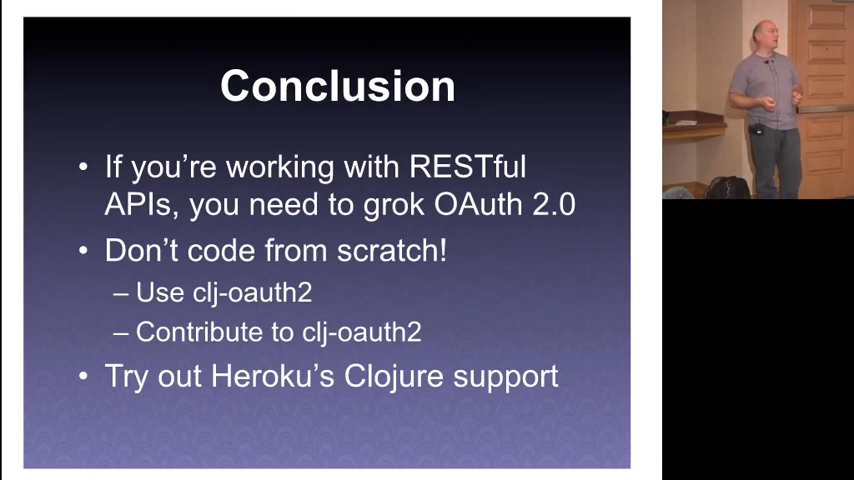 Conclusion
• If you're working with RESTful
APIs, you need to grok OAuth 2.0
• Don't code from scratch!
– Use clj-oauth2
– Contribute to clj-oauth2
• Try out Heroku's Clojure support